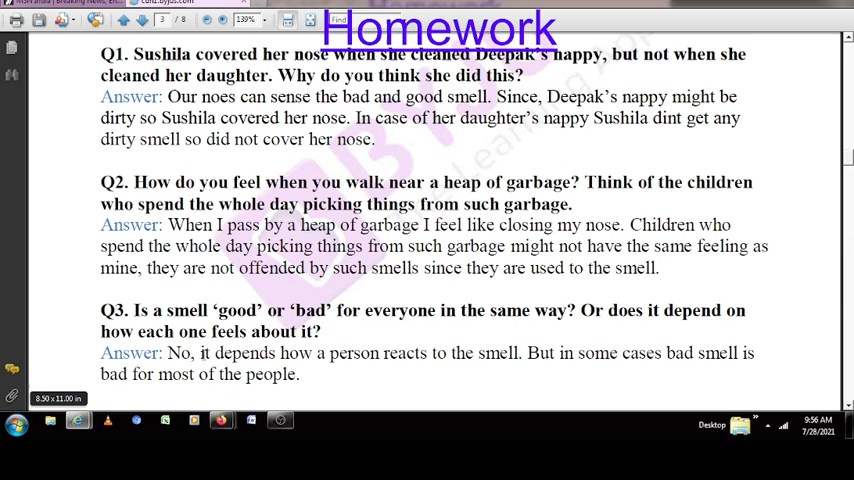 cdn1.byjus.com
3 / 8
139%
Find
Homework
Q1. Sushila covered her nose when she cleaned Deepak's nappy, but not when she
cleaned her daughter. Why do you think she did this?
Answer: Our noes can sense the bad and good smell. Since, Deepak's nappy might be
dirty so Sushila covered her nose. In case of her daughter's nappy Sushila dint get any
dirty smell so did not cover her nose.
Q2. How do you feel when you walk near a heap of garbage? Think of the children
who spend the whole day picking things from such garbage.
Answer: When I pass by a heap of garbage I feel like closing my nose. Children who
spend the whole day picking things from such garbage might not have the same feeling as
mine, they are not offended by such smells since they are used to the smell.
Q3. Is a smell 'good' or 'bad' for everyone in the same way? Or does it depend on
how each one feels about it?
Answer: No, it depends how a person reacts to the smell. But in some cases bad smell is
bad for most of the people.
8.50 x 11.00 in
Desktop
9:56 AM
7/28/2021